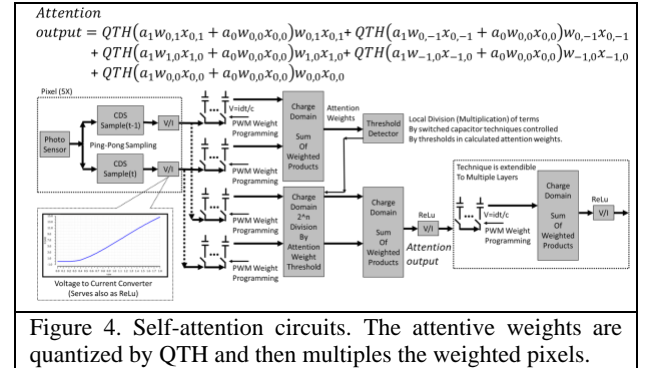 Attention
output = QTH(a₁w₀,₁x₀,₁ + a₀w₀,₀x₀,₀)w₀,₁x₀,₁+ QTH(a₁w₀,₋₁x₀,₋₁ + a₀w₀,₀x₀,₀)w₀,₋₁x₀,₋₁
+ QTH(a₁w₁,₀x₁,₀ + a₀w₀,₀x₀,₀)w₁,₀x₁,₀+ QTH(a₁w₋₁,₀x₋₁,₀ + a₀w₀,₀x₀,₀)w₋₁,₀x₋₁,₀
+ QTH(a₁w₀,₀x₀,₀ + a₀w₀,₀x₀,₀)w₀,₀x₀,₀
Pixel (5X)
Photo
Sensor
CDS
Sample(t-1)
V/I
Ping-Pong Sampling
CDS
Sample(t)
V/I
V=idt/c
PWM Weight
Programming
PWM Weight
Programming
Charge
Domain
Sum
Of
Weighted
Products
Attention
Weights
Threshold
Detector
Local Division (Multiplication) of terms
By switched capacitor techniques controlled
By thresholds in calculated attention weights.
PWM Weight
Programming
PWM Weight
Programming
Charge
Domain
2^n
Division
By
Attention
Weight
Threshold
Charge
Domain
Sum
Of
Weighted
Products
ReLu
V/I
Attention
output
Technique is extendible
To Multiple Layers
V=idt/c
PWM Weight
Programming
Charge
Domain
Sum
Of
Weighted
Products
ReLu
V/I
Voltage to Current Converter
(Serves also as ReLu)
Figure 4. Self-attention circuits. The attentive weights are
quantized by QTH and then multiples the weighted pixels.